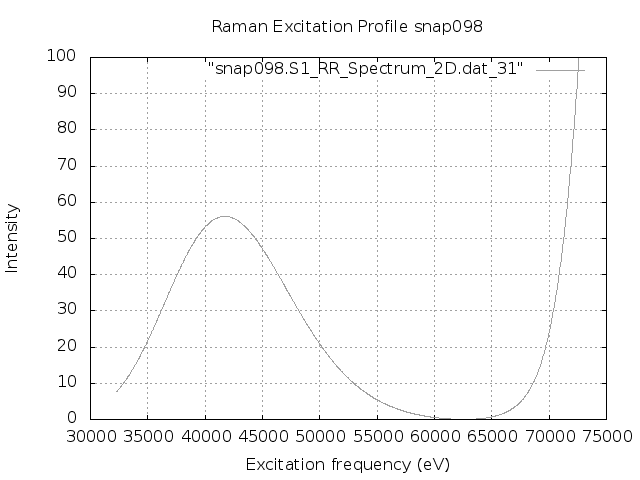 Raman Excitation Profile snap098
"snap098.S1_RR_Spectrum_2D.dat_31"
100
90
80
70
60
50
40
30
20
10
0
Intensity
30000 35000 40000 45000 50000 55000 60000 65000 70000 75000
Excitation frequency (eV)